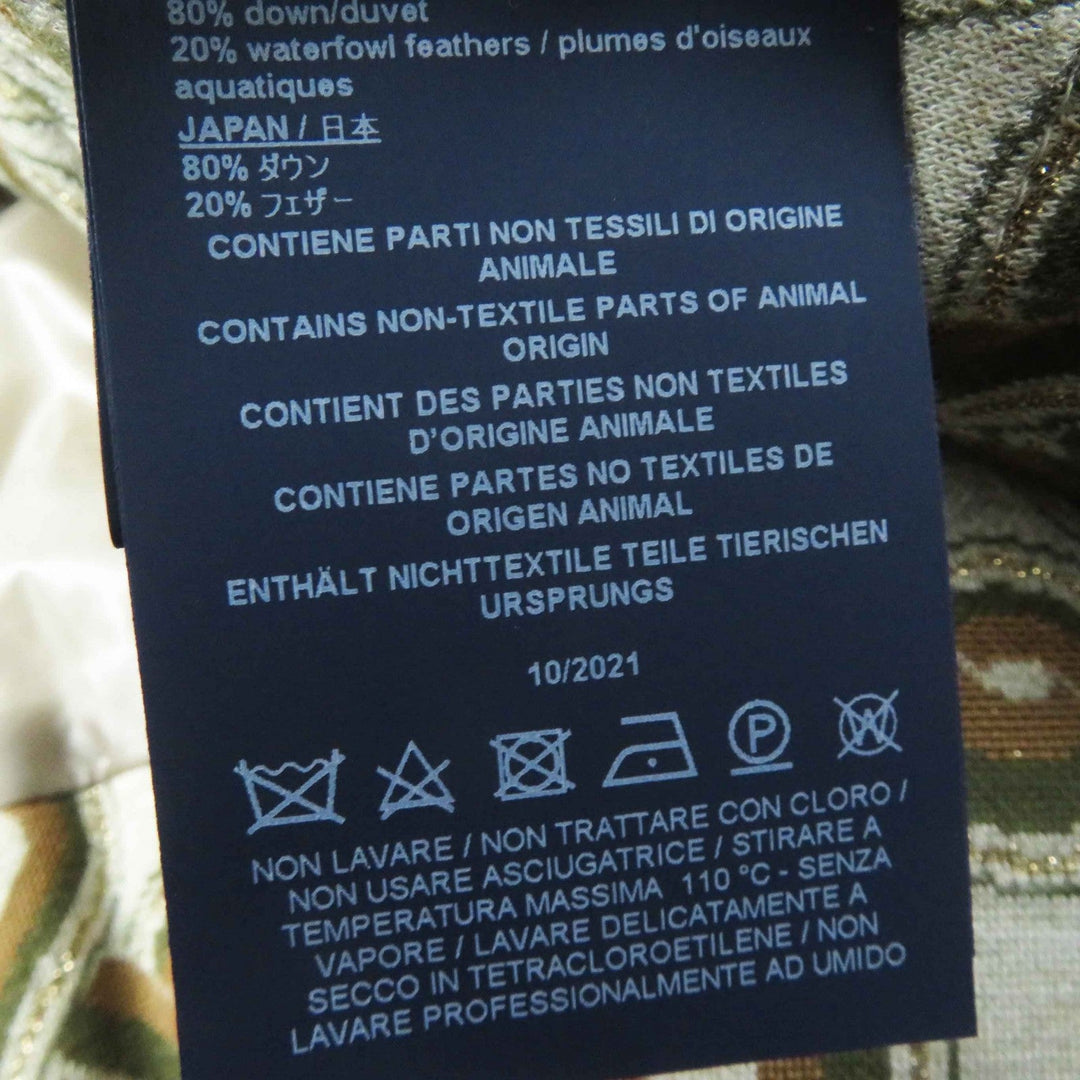 80% down/duvet
20% waterfowl feathers / plumes d'oiseaux
aquatiques
JAPAN / 日本
80% ダウン
20% フェザー
CONTIENE PARTI NON TESSILI DI ORIGINE
ANIMALE
CONTAINS NON-TEXTILE PARTS OF ANIMAL
ORIGIN
CONTIENT DES PARTIES NON TEXTILES
D'ORIGINE ANIMALE
CONTIENE PARTES NO TEXTILES DE
ORIGEN ANIMAL
ENTHÄLT NICHTTEXTILE TEILE TIERISCHEN
URSPRUNGS
10/2021
P W
NON LAVARE / NON TRATTARE CON CLORO /
NON USARE ASCIUGATRICE / STIRARE A
TEMPERATURA MASSIMA 110 °C - SENZA
VAPORE / LAVARE DELICATAMENTE A
SECCO IN TETRACLOROETILENE / NON
LAVARE PROFESSIONALMENTE AD UMIDO